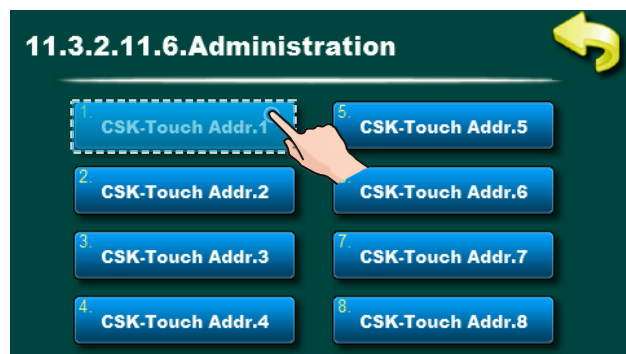 11.3.2.11.6.Administration
1.
CSK-Touch Addr.1
2.
CSK-Touch Addr.2
3.
CSK-Touch Addr.3
4.
CSK-Touch Addr.4
5.
CSK-Touch Addr.5
CSK-Touch Addr.6
7.
CSK-Touch Addr.7
8.
CSK-Touch Addr.8